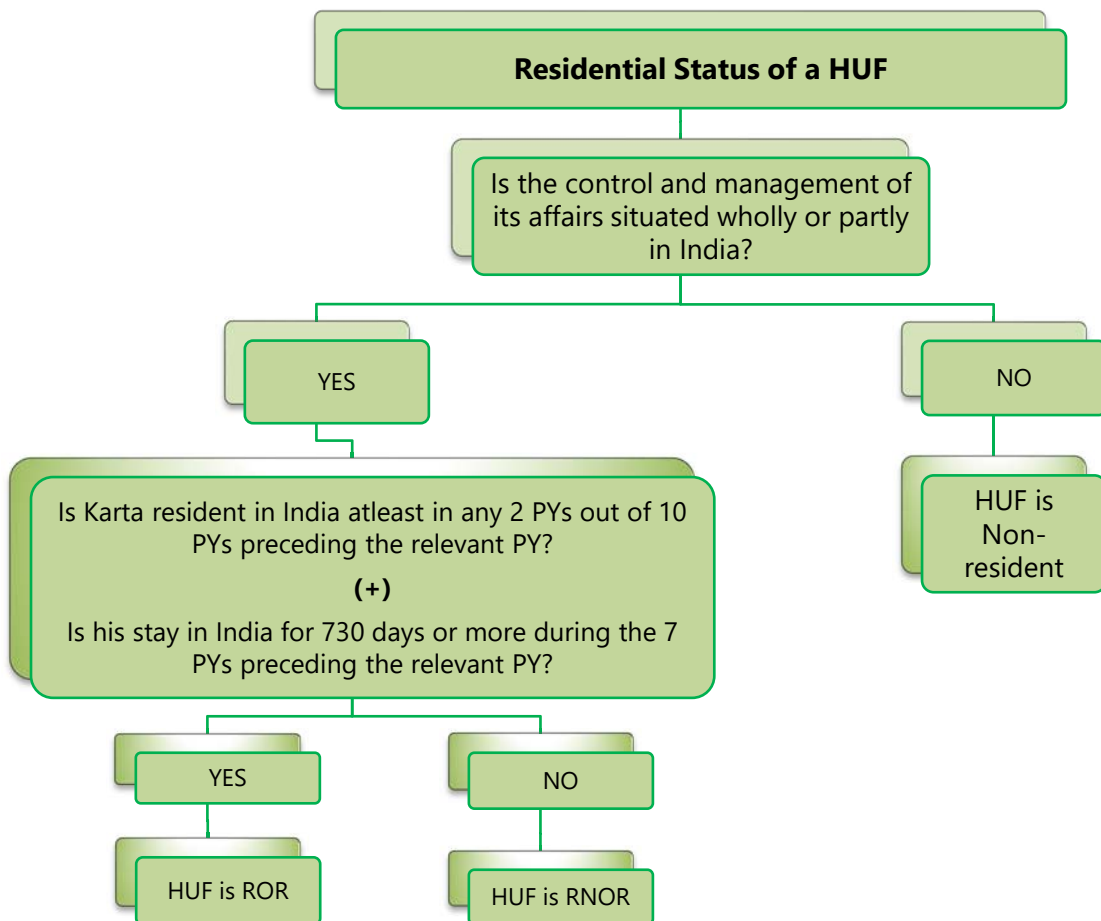 Residential Status of a HUF
Is the control and management of
its affairs situated wholly or partly
in India?
YES
NO
Is Karta resident in India atleast in any 2 PYs out of 10
PYs preceding the relevant PY?
(+)
Is his stay in India for 730 days or more during the 7
PYs preceding the relevant PY?
HUF is
Non-
resident
YES
NO
HUF is ROR
HUF is RNOR